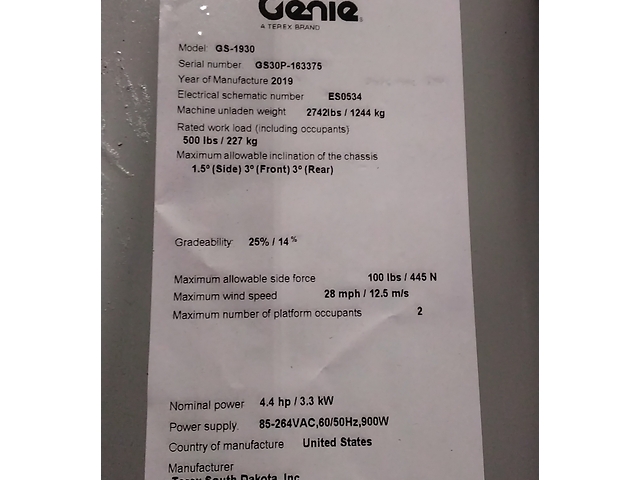 Genie
A TEREX BRAND
Model: GS-1930
Serial number GS30P-163375
Year of Manufacture 2019
Electrical schematic number ES0534
Machine unladen weight 2742lbs / 1244 kg
Rated work load (including occupants)
500 lbs / 227 kg
Maximum allowable inclination of the chassis
1.5° (Side) 3° (Front) 3° (Rear)
Gradeability: 25% / 14%
Maximum allowable side force 100 lbs / 445 N
Maximum wind speed 28 mph / 12.5 m/s
Maximum number of platform occupants 2
Nominal power 4.4 hp / 3.3 kW
Power supply. 85-264VAC,60/50Hz,900W
Country of manufacture United States
Manufacturer
Terex South Dakota, Inc.